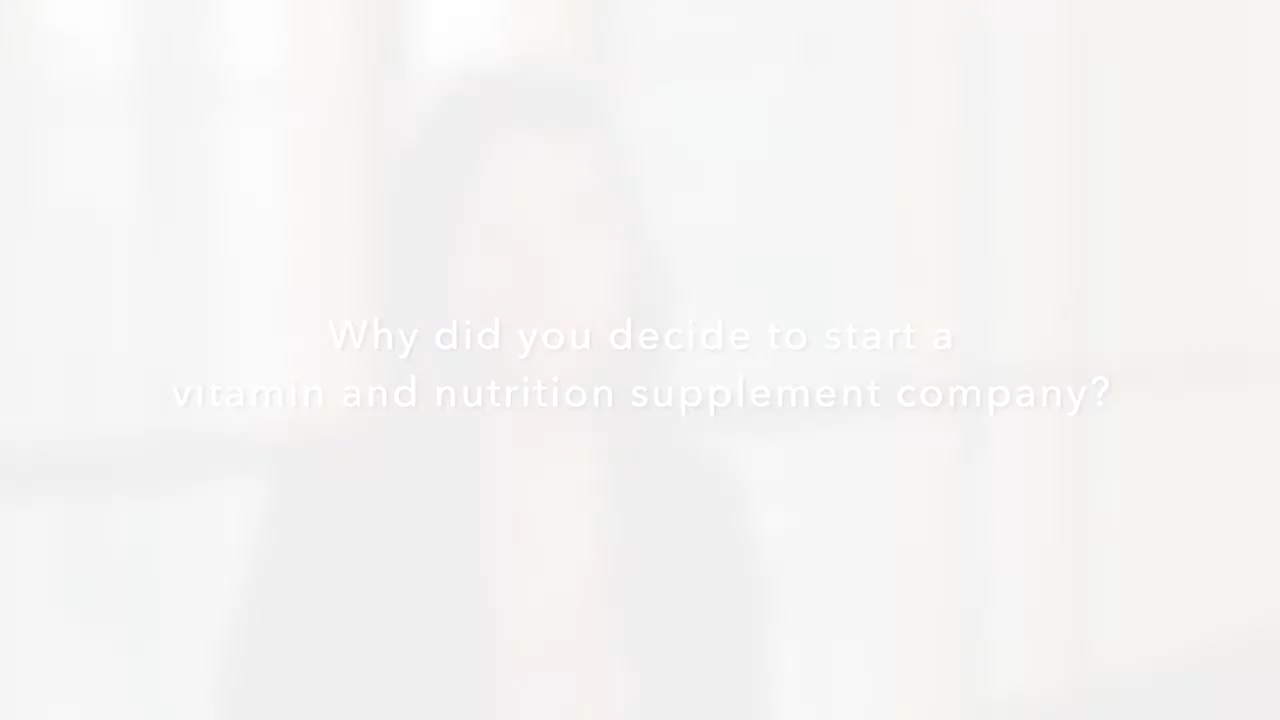 Why did you decide to start a
vitamin and nutrition supplement company?